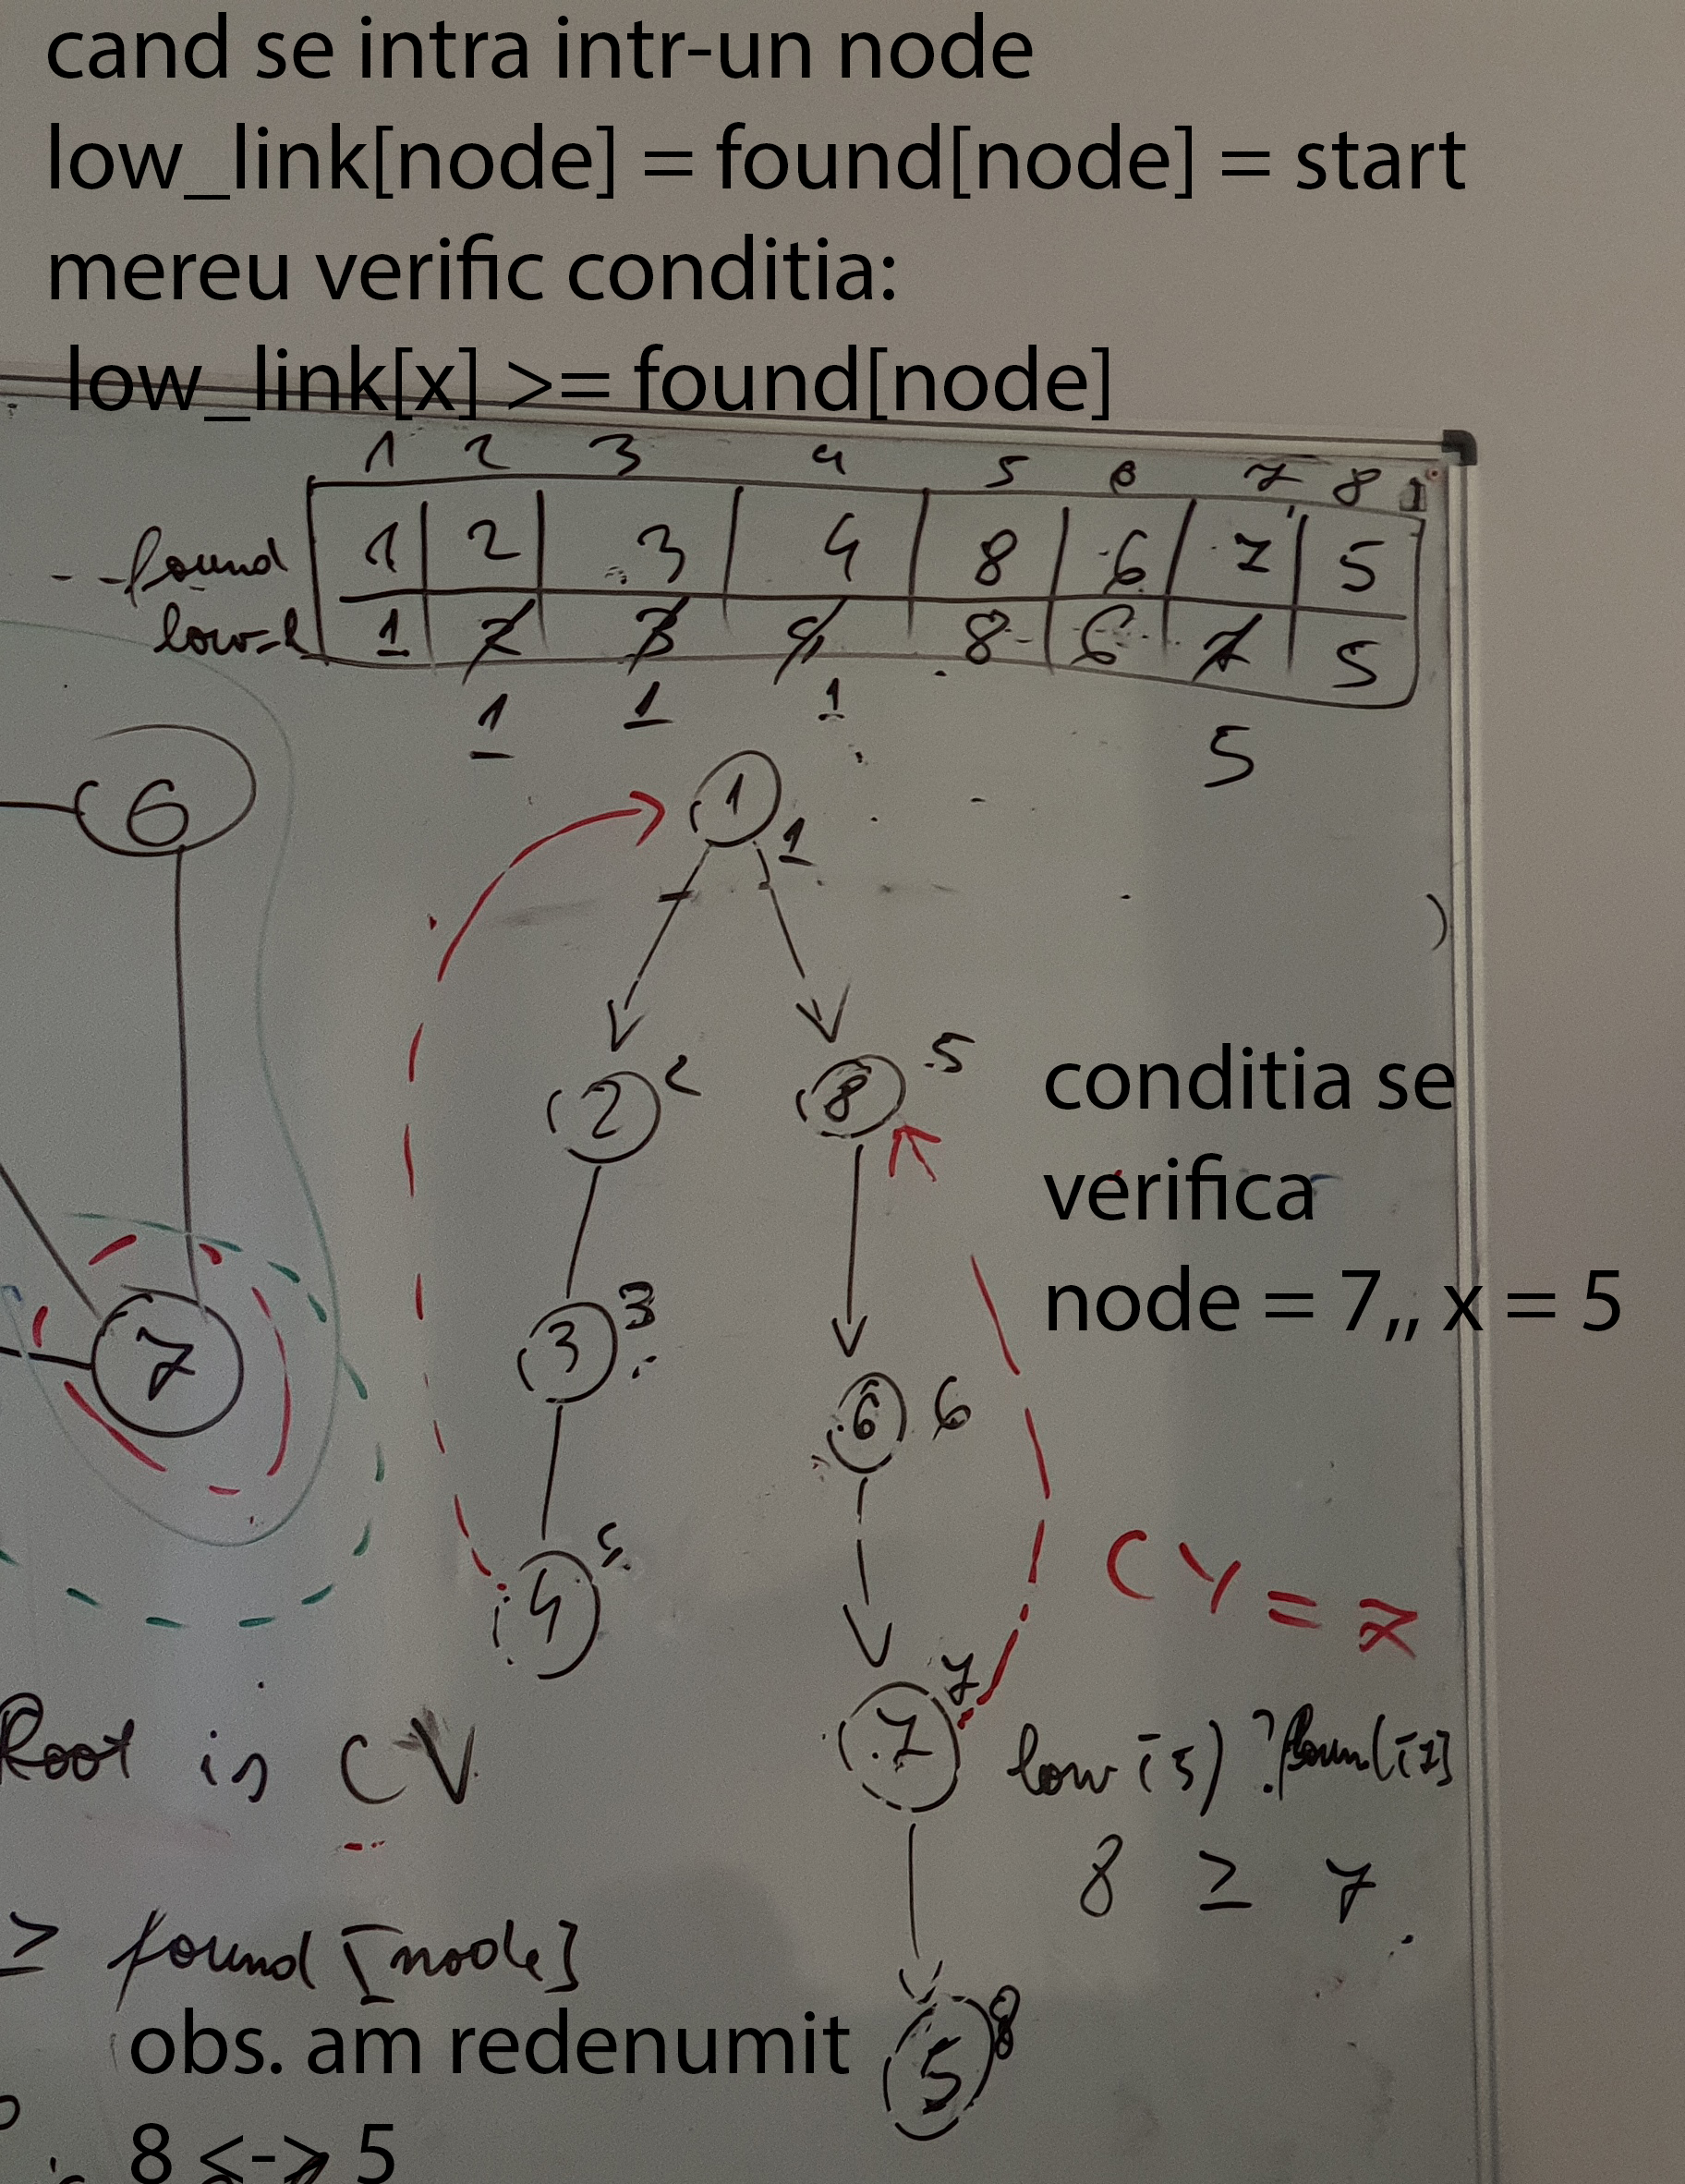 cand se intra intr-un node
low_link[node] = found[node] = start
mereu verific conditia:
low_link[x] >= found[node]
1 2 3 4 5 6 7 8
found 1 2 3 4 8 6 7 5
low-l 1 2 3 4 8 6 7 5
1 1 1 5
6
1 1
2 2 8 5
conditia se
verifica
node = 7,, x = 5
7
3 3
6 6
4
CV = 7
7 7
Root is CV
low[5] ? found[7]
8 ≥ 7
≥ found [node]
5 8
obs. am redenumit
8 <-> 5